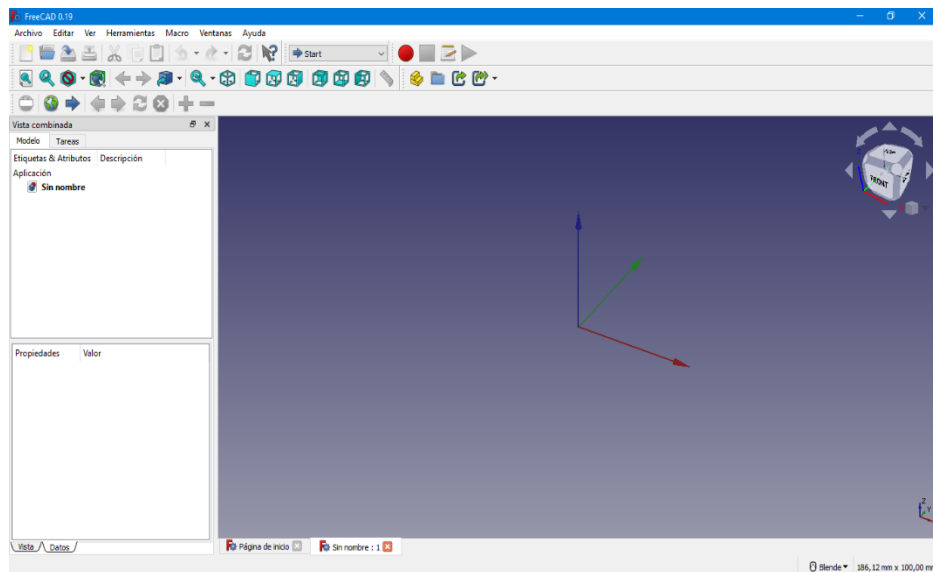 FreeCAD 0.19
Archivo Editar Ver Herramientas Macro Ventanas Ayuda
Start
Vista combinada
Modelo Tareas
Etiquetas & Atributos Descripción
Aplicación
Sin nombre
FRONT
Propiedades Valor
Z
Y
Vista Datos
Página de inicio Sin nombre : 1
Blende 186,12 mm x 100,00 mm